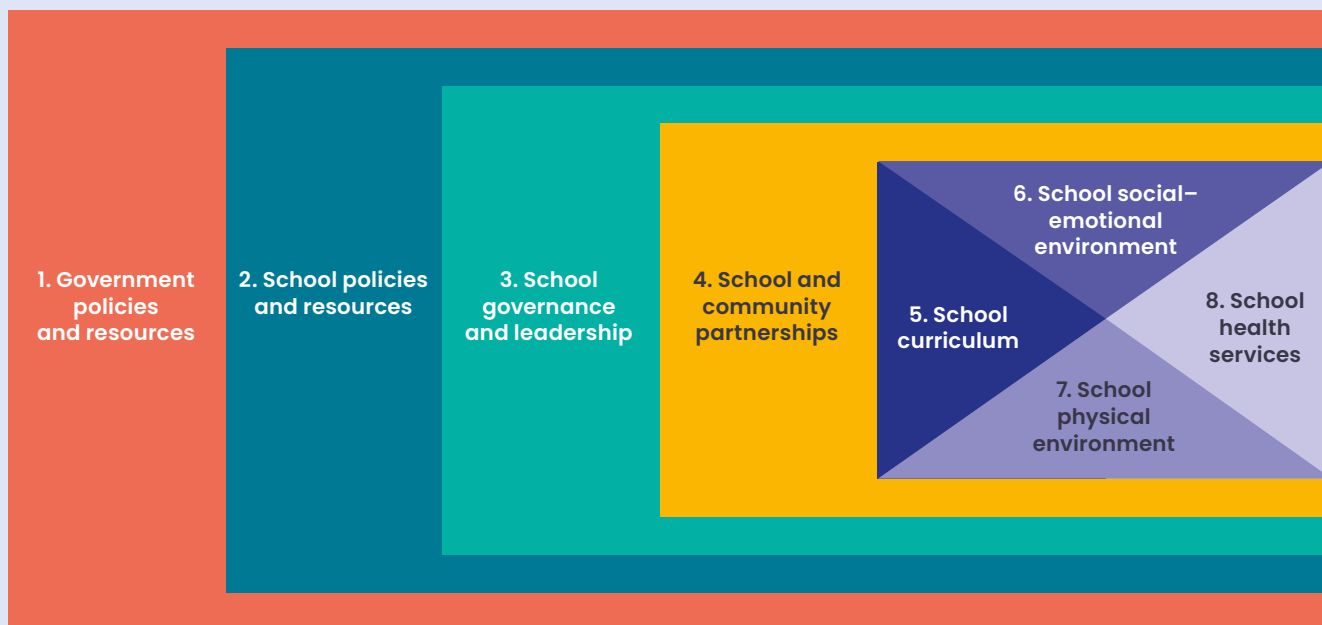 1. Government
policies
and resources
2. School policies
and resources
3. School
governance
and leadership
4. School and
community
partnerships
5. School
curriculum
6. School social–
emotional
environment
7. School
physical
environment
8. School
health
services